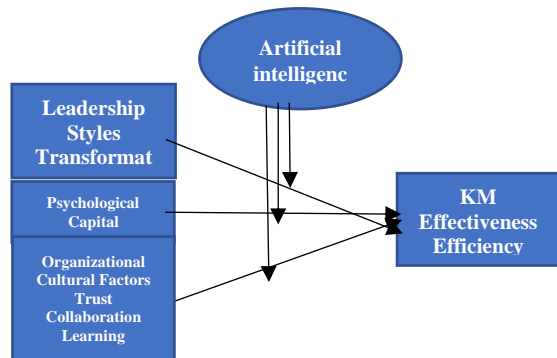 Artificial
intelligenc
Leadership
Styles
Transformat
Psychological
Capital
Organizational
Cultural Factors
Trust
Collaboration
Learning
KM
Effectiveness
Efficiency